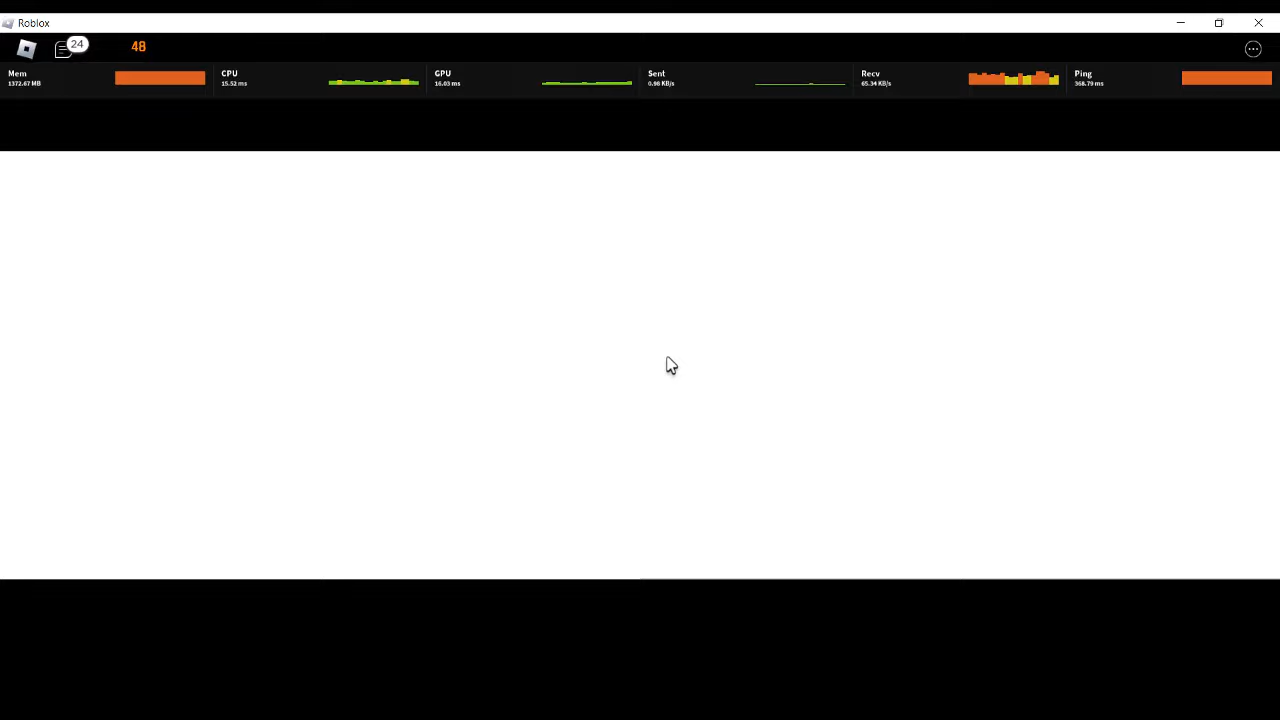 Roblox
24
48
Mem
1372.67 MB
CPU
15.52 ms
GPU
16.03 ms
Sent
0.98 KB/s
Recv
65.34 KB/s
Ping
368.79 ms